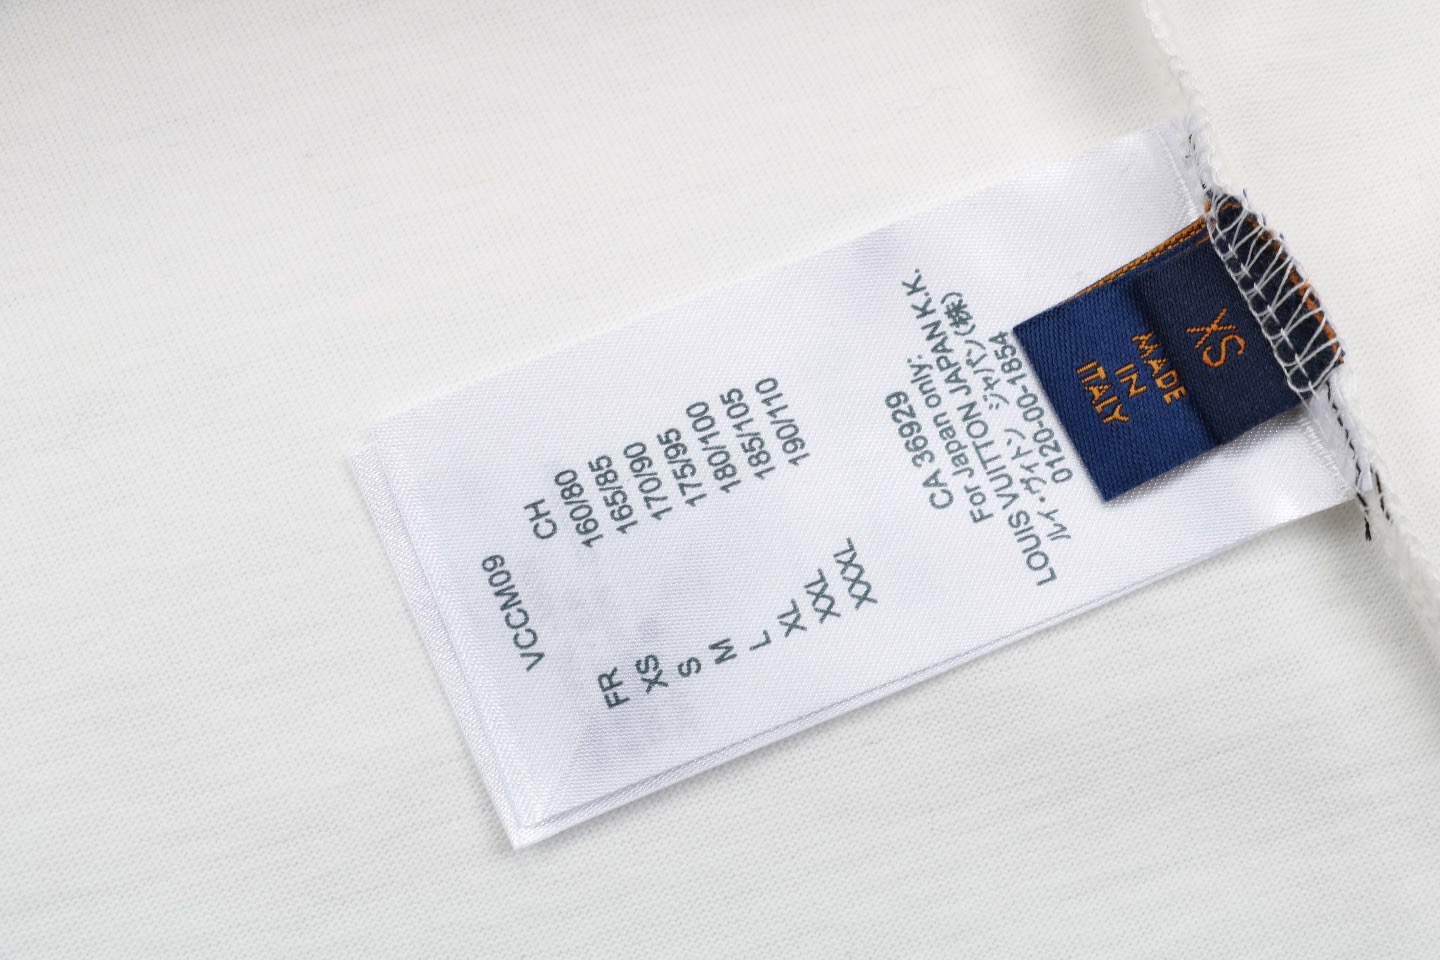 VCCM09
FR CH
XS 160/80
S 165/85
M 170/90
L 175/95
XL 180/100
XXL 185/105
XXXL 190/110
CA 36929
For Japan only:
LOUIS VUITTON JAPAN K.K.
ルイ・ヴィトン ジャパン(株)
0120-00-1854
MADE
IN
ITALY
XS